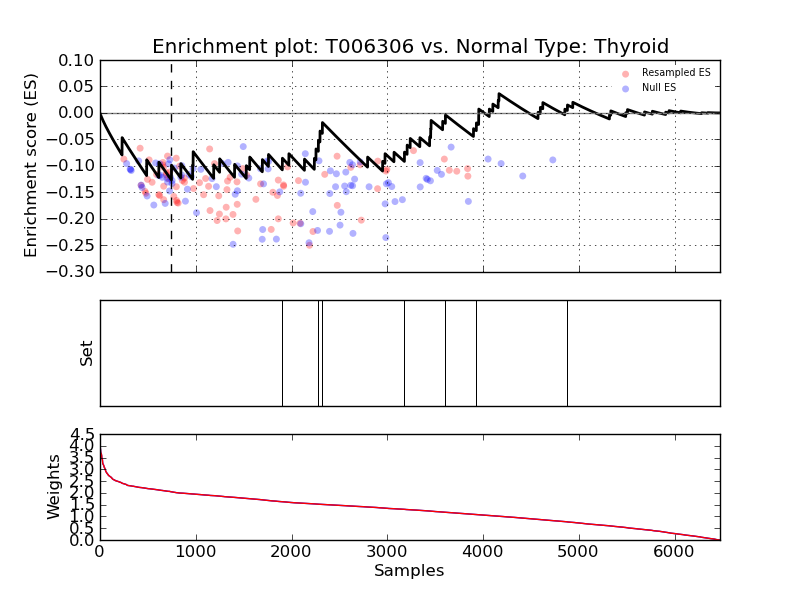 Enrichment plot: T006306 vs. Normal Type: Thyroid
Enrichment score (ES)
0.10
0.05
0.00
−0.05
−0.10
−0.15
−0.20
−0.25
−0.30
Resampled ES
Null ES
Set
Weights
4.5
4.0
3.5
3.0
2.5
2.0
1.5
1.0
0.5
0.0
0 1000 2000 3000 4000 5000 6000
Samples